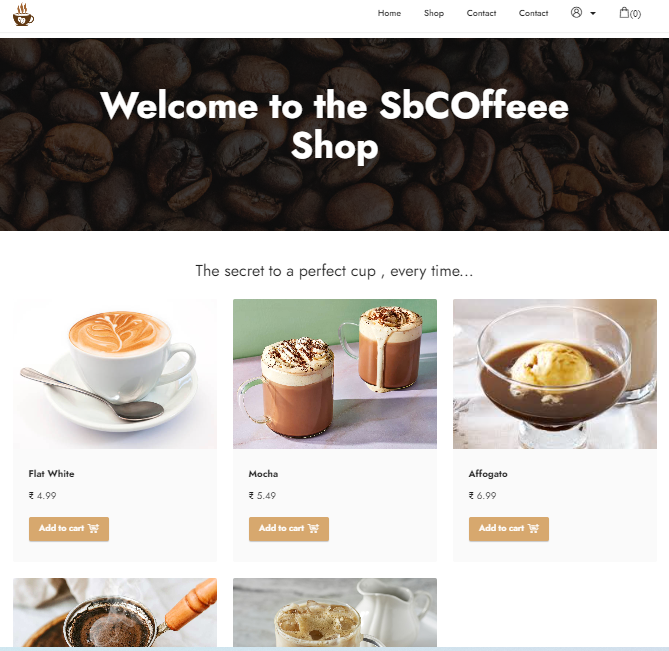 Home Shop Contact Contact (0)
Welcome to the SbCOffeee
Shop
The secret to a perfect cup , every time...
Flat White
₹ 4.99
Add to cart
Mocha
₹ 5.49
Add to cart
Affogato
₹ 6.99
Add to cart